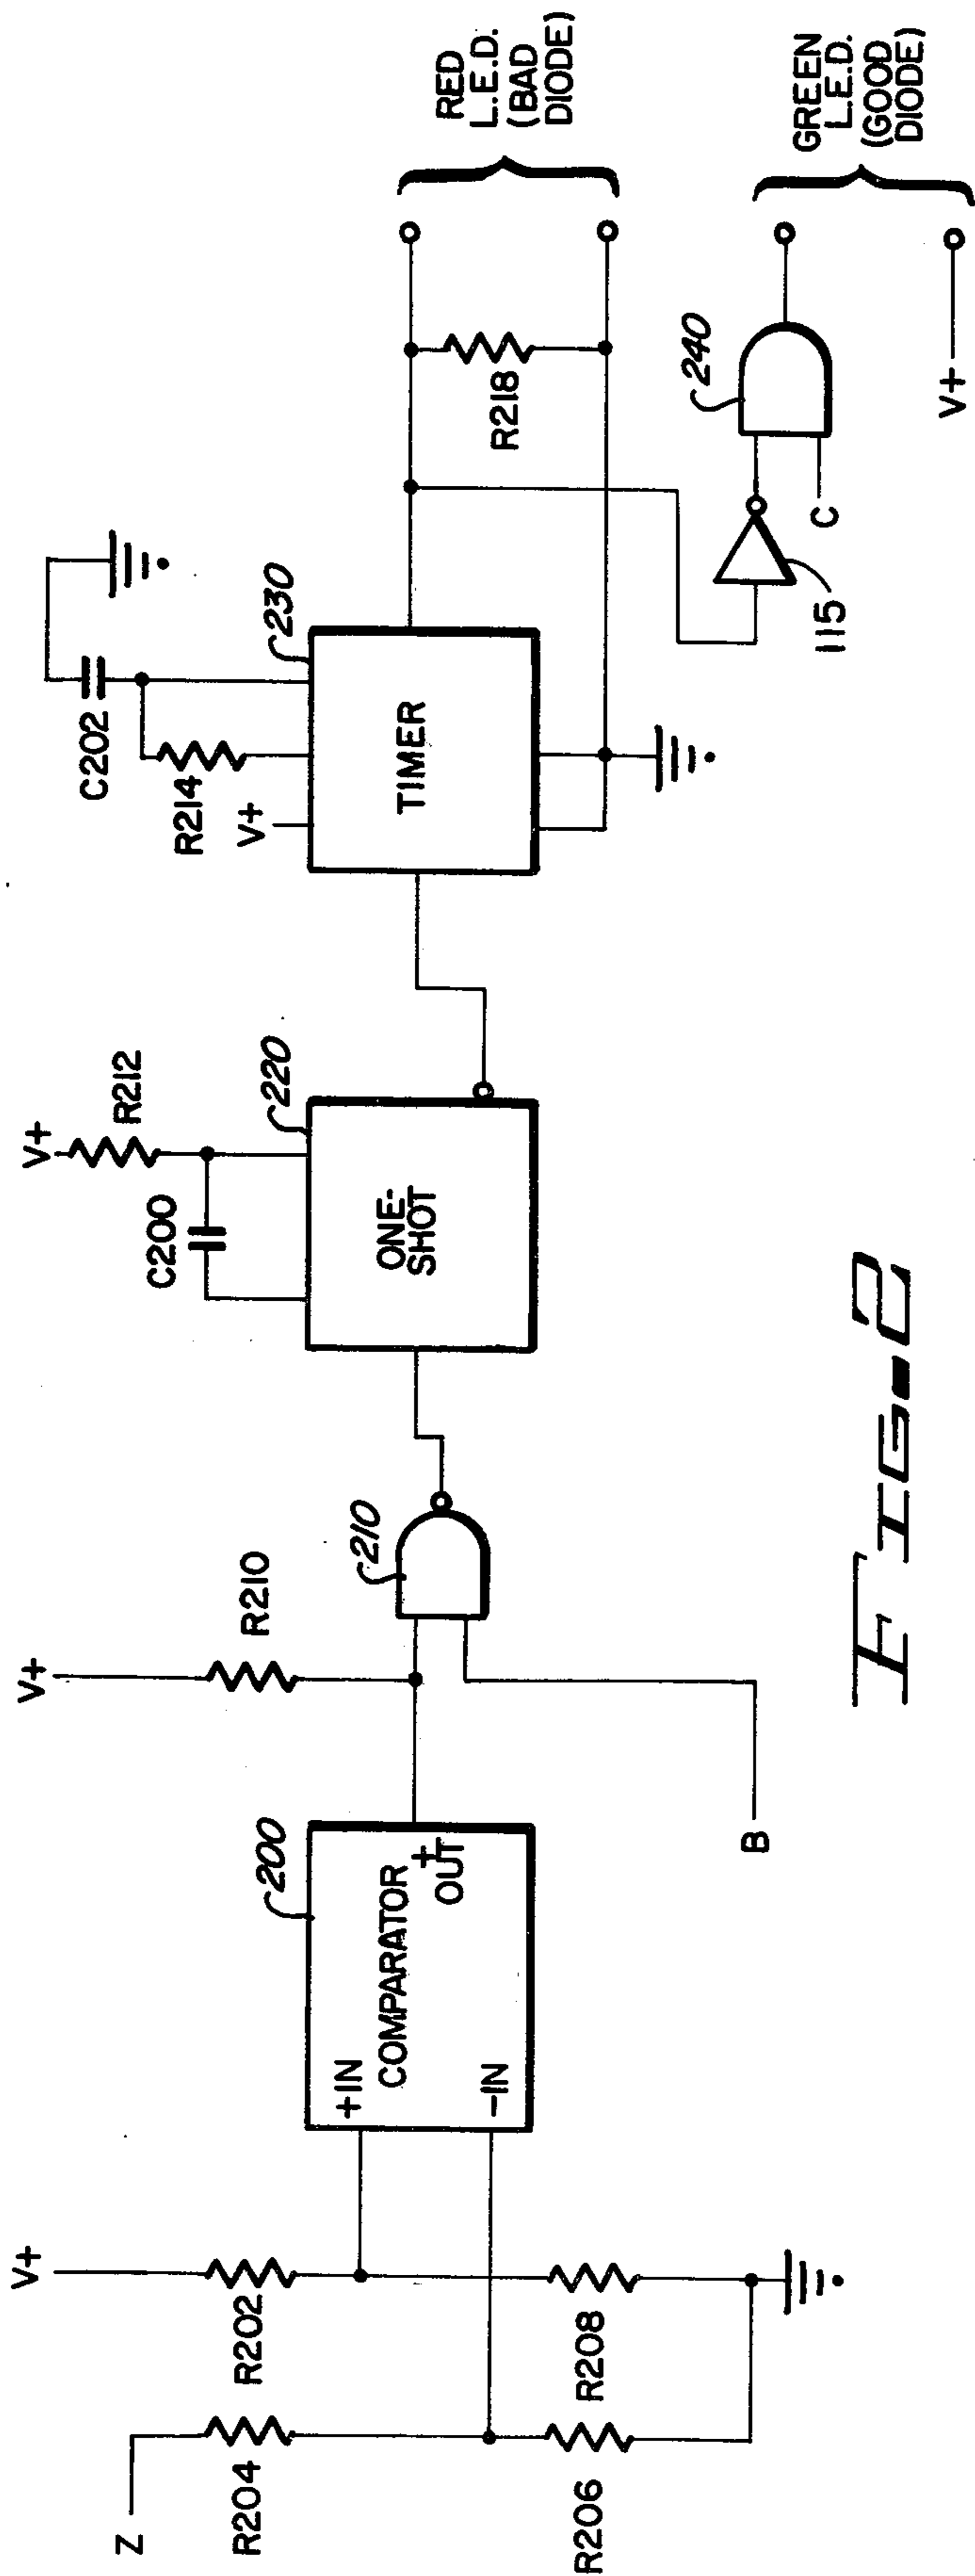 Z
R204
R206
V+
R202
R208
+IN
-IN
COMPARATOR
+
OUT
200
B
V+
R210
210
ONE-
SHOT
220
C200
V+
R212
TIMER
230
V+
R214
C202
R218
115
C
240
V+
RED
L.E.D.
(BAD
DIODE)
GREEN
L.E.D.
(GOOD
DIODE)
FIG-2